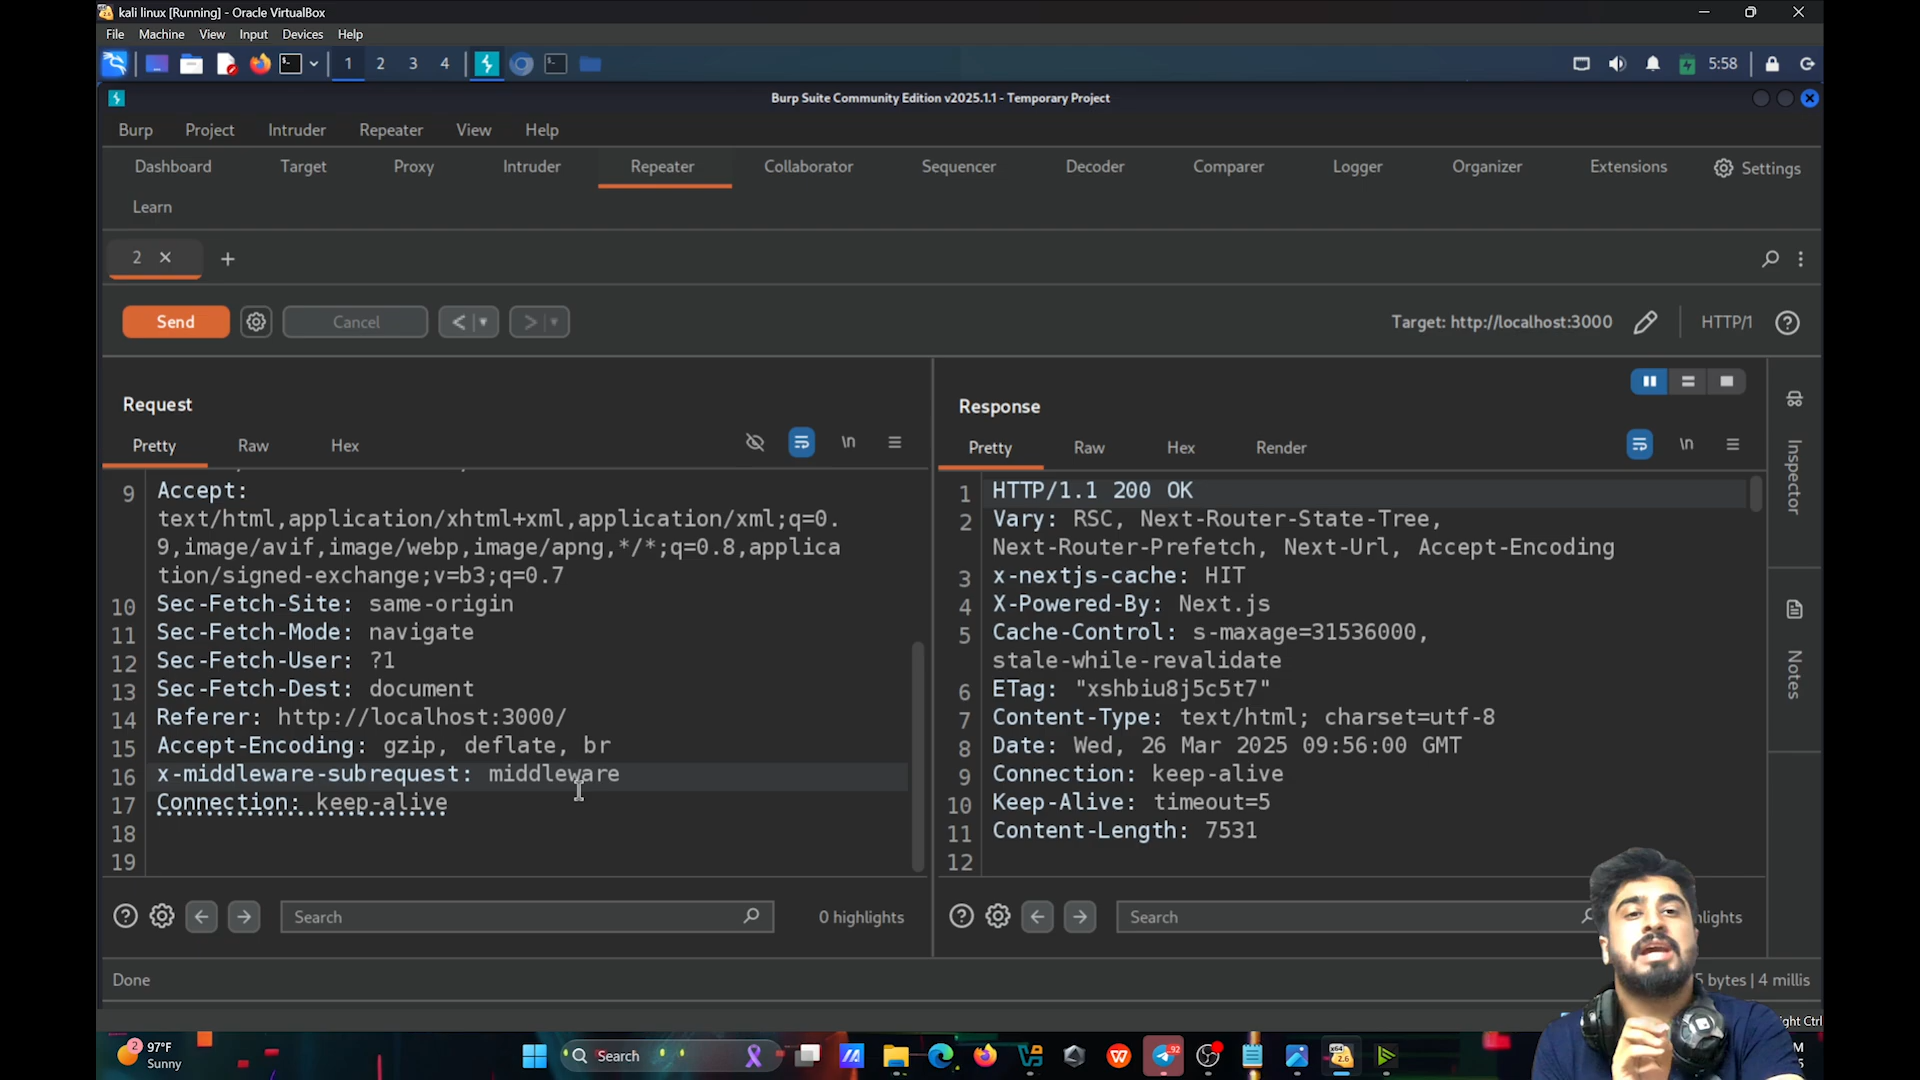 kali linux [Running] - Oracle VirtualBox
File Machine View Input Devices Help
1 2 3 4
5:58
Burp Suite Community Edition v2025.1.1 - Temporary Project
Burp Project Intruder Repeater View Help
Dashboard Target Proxy Intruder Repeater Collaborator Sequencer Decoder Comparer Logger Organizer Extensions Settings
Learn
2
Send Cancel Target: http://localhost:3000 HTTP/1
Request
Pretty Raw Hex
9 Accept:
text/html,application/xhtml+xml,application/xml;q=0.
9,image/avif,image/webp,image/apng,*/*;q=0.8,applica
tion/signed-exchange;v=b3;q=0.7
10 Sec-Fetch-Site: same-origin
11 Sec-Fetch-Mode: navigate
12 Sec-Fetch-User: ?1
13 Sec-Fetch-Dest: document
14 Referer: http://localhost:3000/
15 Accept-Encoding: gzip, deflate, br
16 x-middleware-subrequest: middleware
17 Connection: keep-alive
18
19
Search 0 highlights
Response
Pretty Raw Hex Render
1 HTTP/1.1 200 OK
2 Vary: RSC, Next-Router-State-Tree,
Next-Router-Prefetch, Next-Url, Accept-Encoding
3 x-nextjs-cache: HIT
4 X-Powered-By: Next.js
5 Cache-Control: s-maxage=31536000,
stale-while-revalidate
6 ETag: "xshbiu8j5c5t7"
7 Content-Type: text/html; charset=utf-8
8 Date: Wed, 26 Mar 2025 09:56:00 GMT
9 Connection: keep-alive
10 Keep-Alive: timeout=5
11 Content-Length: 7531
12
Search
Inspector
Notes
Done
bytes | 4 millis
Ctrl
2 97°F
Sunny
Search
92